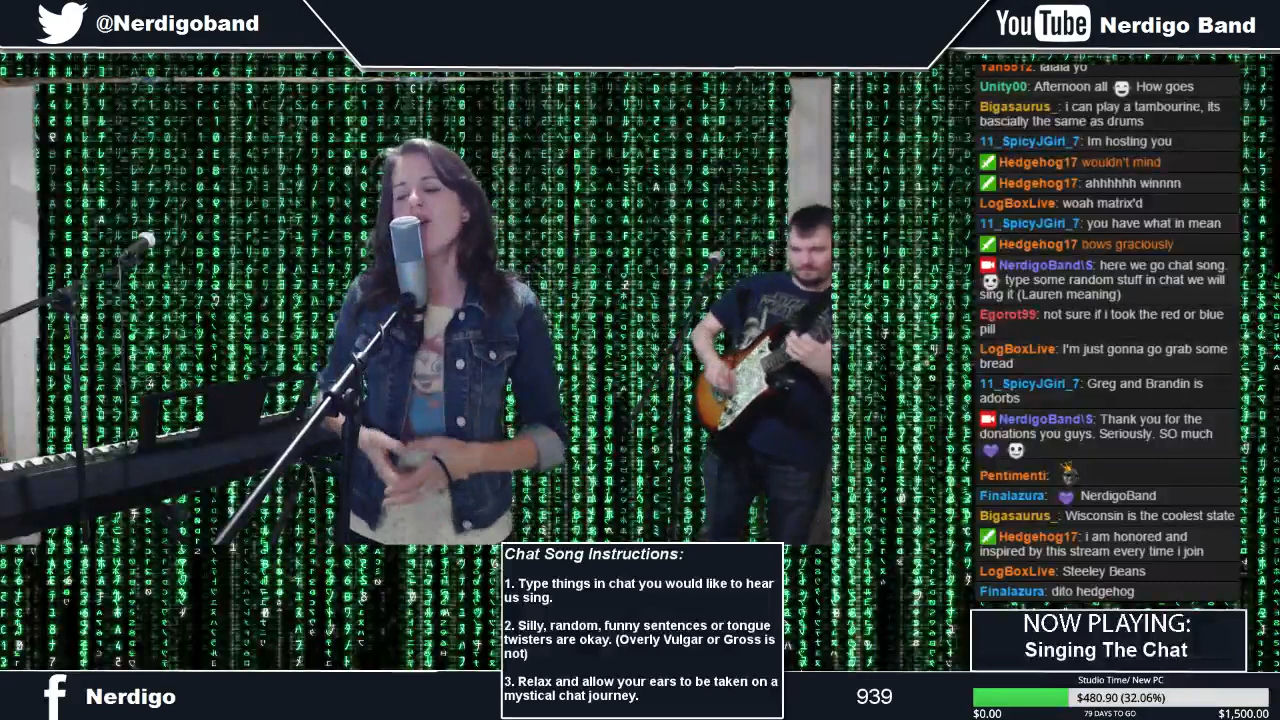 @Nerdigoband
YouTube Nerdigo Band
Yan5512: lalala yo
Unity00: Afternoon all How goes
Bigasaurus_: i can play a tambourine, its
bascially the same as drums
11_SpicyJGirl_7: Im hosting you
Hedgehog17 wouldn't mind
Hedgehog17: ahhhhhh winnnn
LogBoxLive: woah matrix'd
11_SpicyJGirl_7: you have what in mean
Hedgehog17 bows graciously
NerdigoBand\S: here we go chat song.
type some random stuff in chat we will
sing it (Lauren meaning)
Egorot99: not sure if i took the red or blue
pill
LogBoxLive: I'm just gonna go grab some
bread
11_SpicyJGirl_7: Greg and Brandin is
adorbs
NerdigoBand\S: Thank you for the
donations you guys. Seriously. SO much
Pentimenti:
Finalazura: NerdigoBand
Bigasaurus_: Wisconsin is the coolest state
Hedgehog17: i am honored and
inspired by this stream every time i join
LogBoxLive: Steeley Beans
Finalazura: dito hedgehog
Chat Song Instructions:
1. Type things in chat you would like to hear
us sing.
2. Silly, random, funny sentences or tongue
twisters are okay. (Overly Vulgar or Gross is
not)
3. Relax and allow your ears to be taken on a
mystical chat journey.
NOW PLAYING:
Singing The Chat
f Nerdigo
939
Studio Time/ New PC
$480.90 (32.06%)
$0.00 79 DAYS TO GO $1,500.00